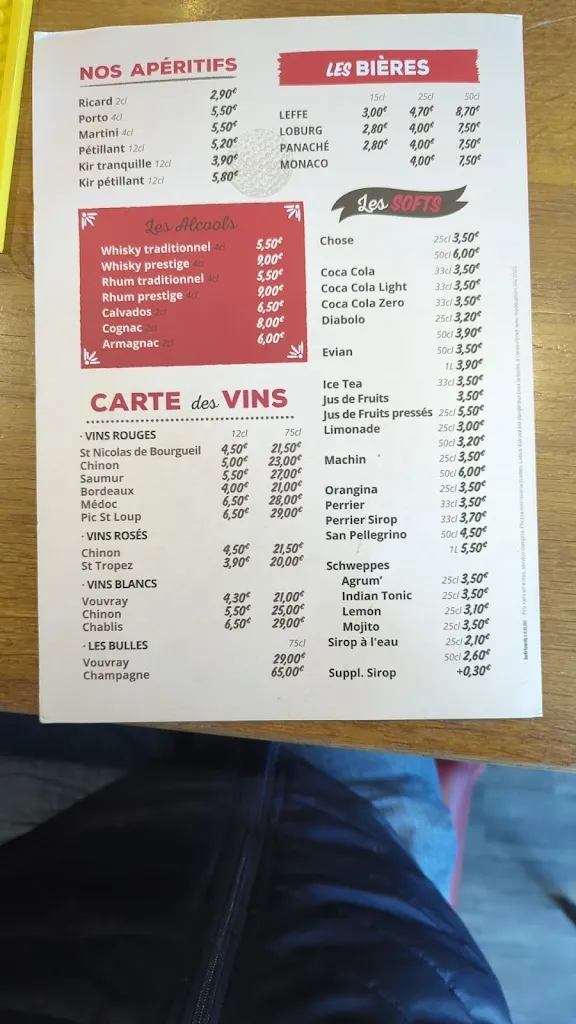 NOS APÉRITIFS
Ricard 2cl 2,90€
Porto 4cl 5,50€
Martini 4cl 5,50€
Pétillant 12cl 5,20€
Kir tranquille 12cl 3,90€
Kir pétillant 12cl 5,80€
Les Alcools
Whisky traditionnel 4cl 5,50€
Whisky prestige 4cl 9,00€
Rhum traditionnel 4cl 5,50€
Rhum prestige 4cl 9,00€
Calvados 2cl 6,50€
Cognac 2cl 8,00€
Armagnac 2cl 6,00€
CARTE des VINS
· VINS ROUGES 12cl 75cl
St Nicolas de Bourgueil 4,50€ 21,50€
Chinon 5,00€ 23,00€
Saumur 5,50€ 27,00€
Bordeaux 4,00€ 21,00€
Médoc 6,50€ 28,00€
Pic St Loup 6,50€ 29,00€
· VINS ROSÉS
Chinon 4,50€ 21,50€
St Tropez 3,90€ 20,00€
· VINS BLANCS
Vouvray 4,30€ 21,00€
Chinon 5,50€ 25,00€
Chablis 6,50€ 29,00€
· LES BULLES 75cl
Vouvray 29,00€
Champagne 65,00€
LES BIÈRES
15cl 25cl 50cl
LEFFE 3,00€ 4,70€ 8,70€
LOBURG 2,80€ 4,00€ 7,50€
PANACHÉ 2,80€ 4,00€ 7,50€
MONACO 4,00€ 7,50€
Les SOFTS
Chose 25cl 3,50€
50cl 6,00€
Coca Cola 33cl 3,50€
Coca Cola Light 33cl 3,50€
Coca Cola Zero 33cl 3,50€
Diabolo 25cl 3,20€
50cl 3,90€
Evian 50cl 3,50€
1L 3,90€
Ice Tea 33cl 3,50€
Jus de Fruits 3,50€
Jus de Fruits pressés 25cl 5,50€
Limonade 25cl 3,00€
50cl 3,20€
Machin 25cl 3,50€
50cl 6,00€
Orangina 25cl 3,50€
Perrier 33cl 3,50€
Perrier Sirop 33cl 3,70€
San Pellegrino 50cl 4,50€
1L 5,50€
Schweppes
Agrum' 25cl 3,50€
Indian Tonic 25cl 3,50€
Lemon 25cl 3,10€
Mojito 25cl 3,50€
Sirop à l'eau 25cl 2,10€
50cl 2,60€
Suppl. Sirop +0,30€